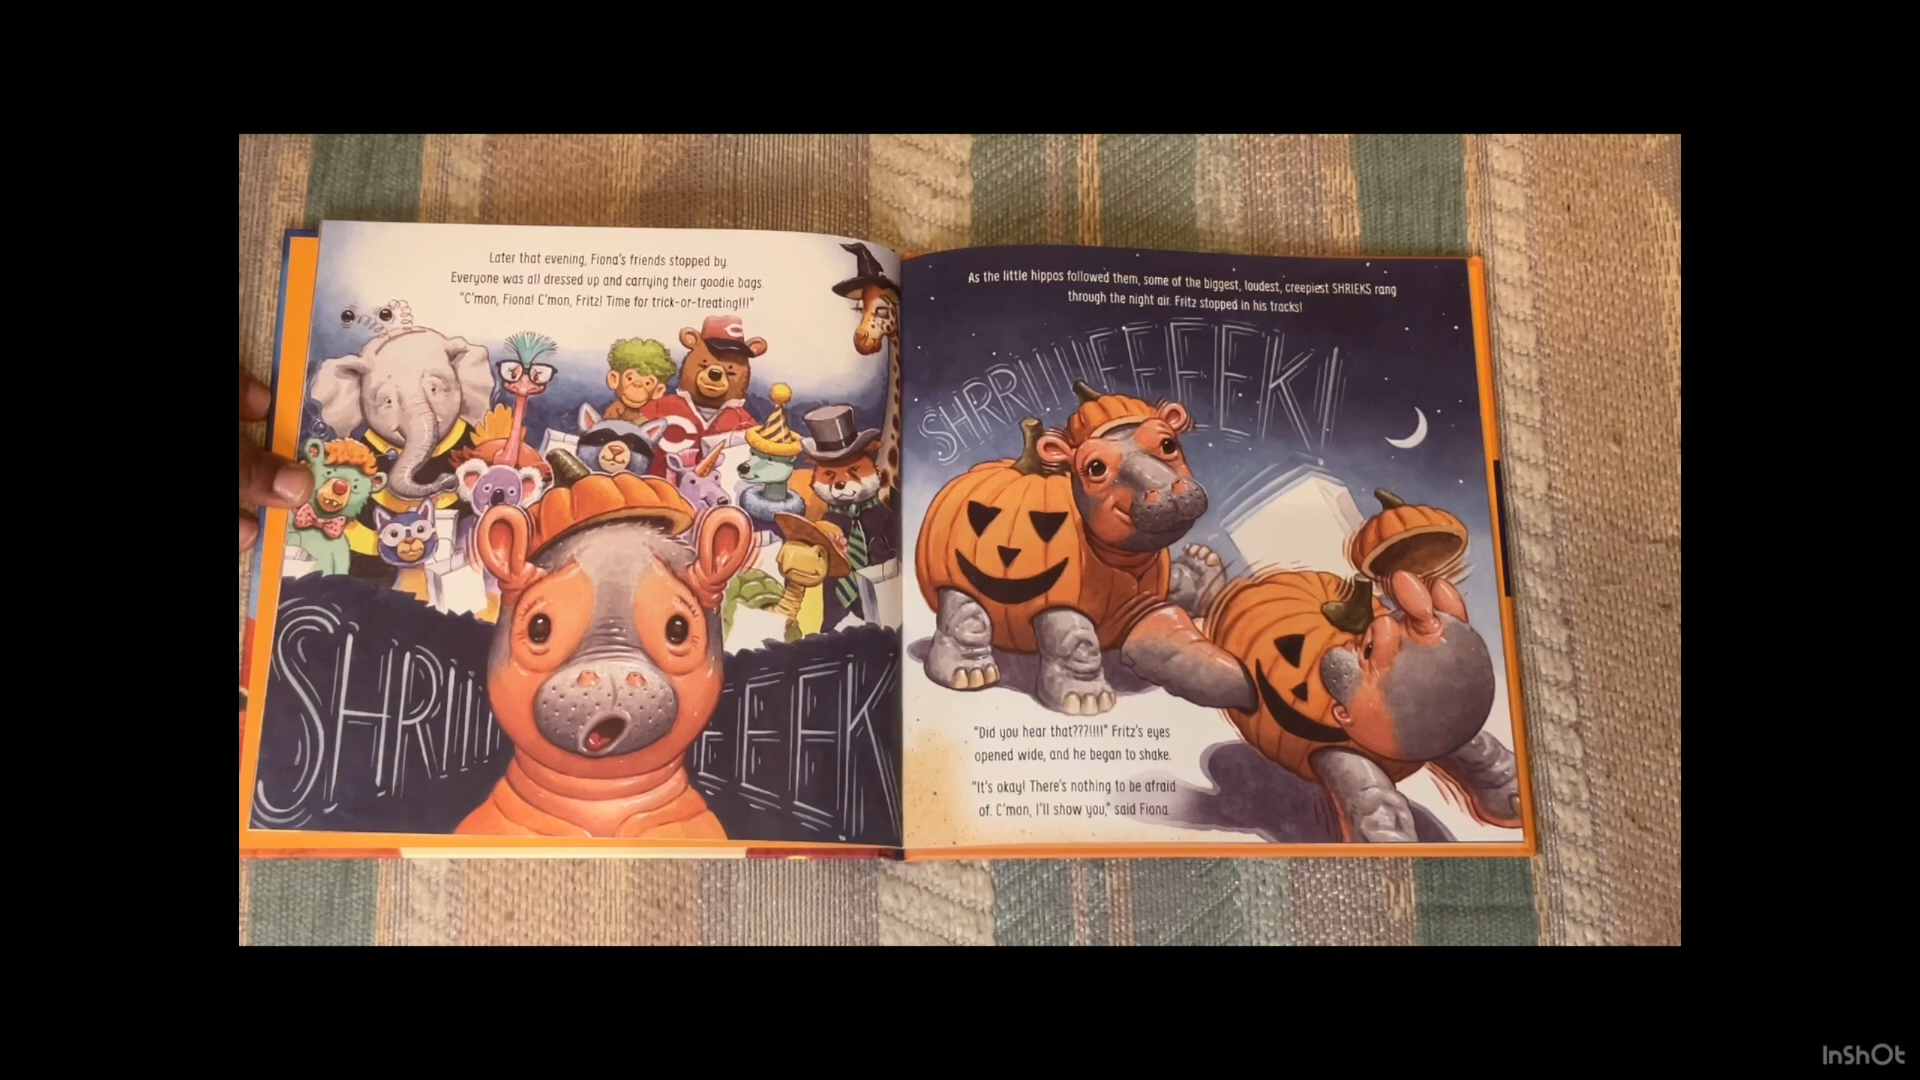 Later that evening, Fiona's friends stopped by.
Everyone was all dressed up and carrying their goodie bags.
"C'mon, Fiona! C'mon, Fritz! Time for trick-or-treating!!!"
SHRIIIEEEEK
As the little hippos followed them, some of the biggest, loudest, creepiest SHRIEKS rang
through the night air. Fritz stopped in his tracks!
SHRRIIIIEEEEEK!
"Did you hear that???!!!!" Fritz's eyes
opened wide, and he began to shake.
"It's okay! There's nothing to be afraid
of. C'mon, I'll show you," said Fiona.
InShOt